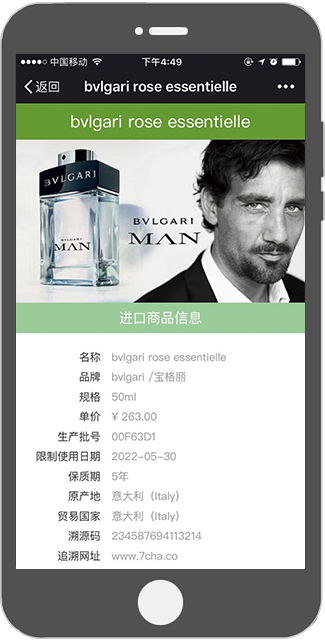 中国移动 下午4:49
返回 bvlgari rose essentielle
bvlgari rose essentielle
BVLGARI
BVLGARI
MAN
BVLGARI
MAN
进口商品信息
名称 bvlgari rose essentielle
品牌 bvlgari /宝格丽
规格 50ml
单价 ¥ 263.00
生产批号 00F63D1
限制使用日期 2022-05-30
保质期 5年
原产地 意大利（Italy）
贸易国家 意大利（Italy）
溯源码 234587694113214
追溯网址 www.7cha.co